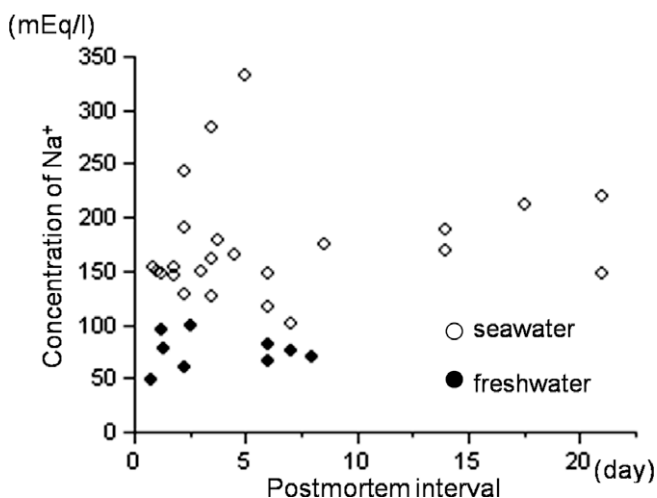 (mEq/l)
350
300
250
200
150
100
50
0
Concentration of Na⁺
seawater
freshwater
0
5
10
15
20
(day)
Postmortem interval